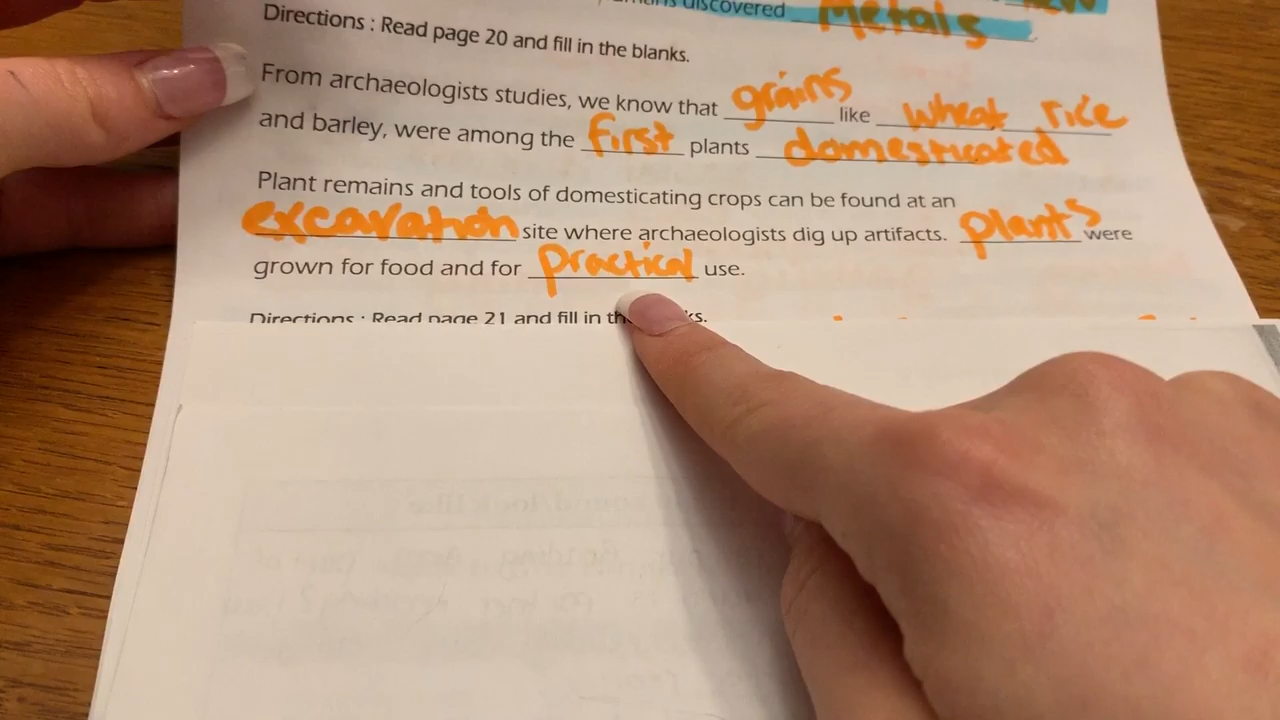 discovered Metals
Directions : Read page 20 and fill in the blanks.
From archaeologists studies, we know that grains like wheat rice
and barley, were among the first plants domesticated
Plant remains and tools of domesticating crops can be found at an
excavation site where archaeologists dig up artifacts. plants were
grown for food and for practical use.
Directions : Read page 21 and fill in the blanks.